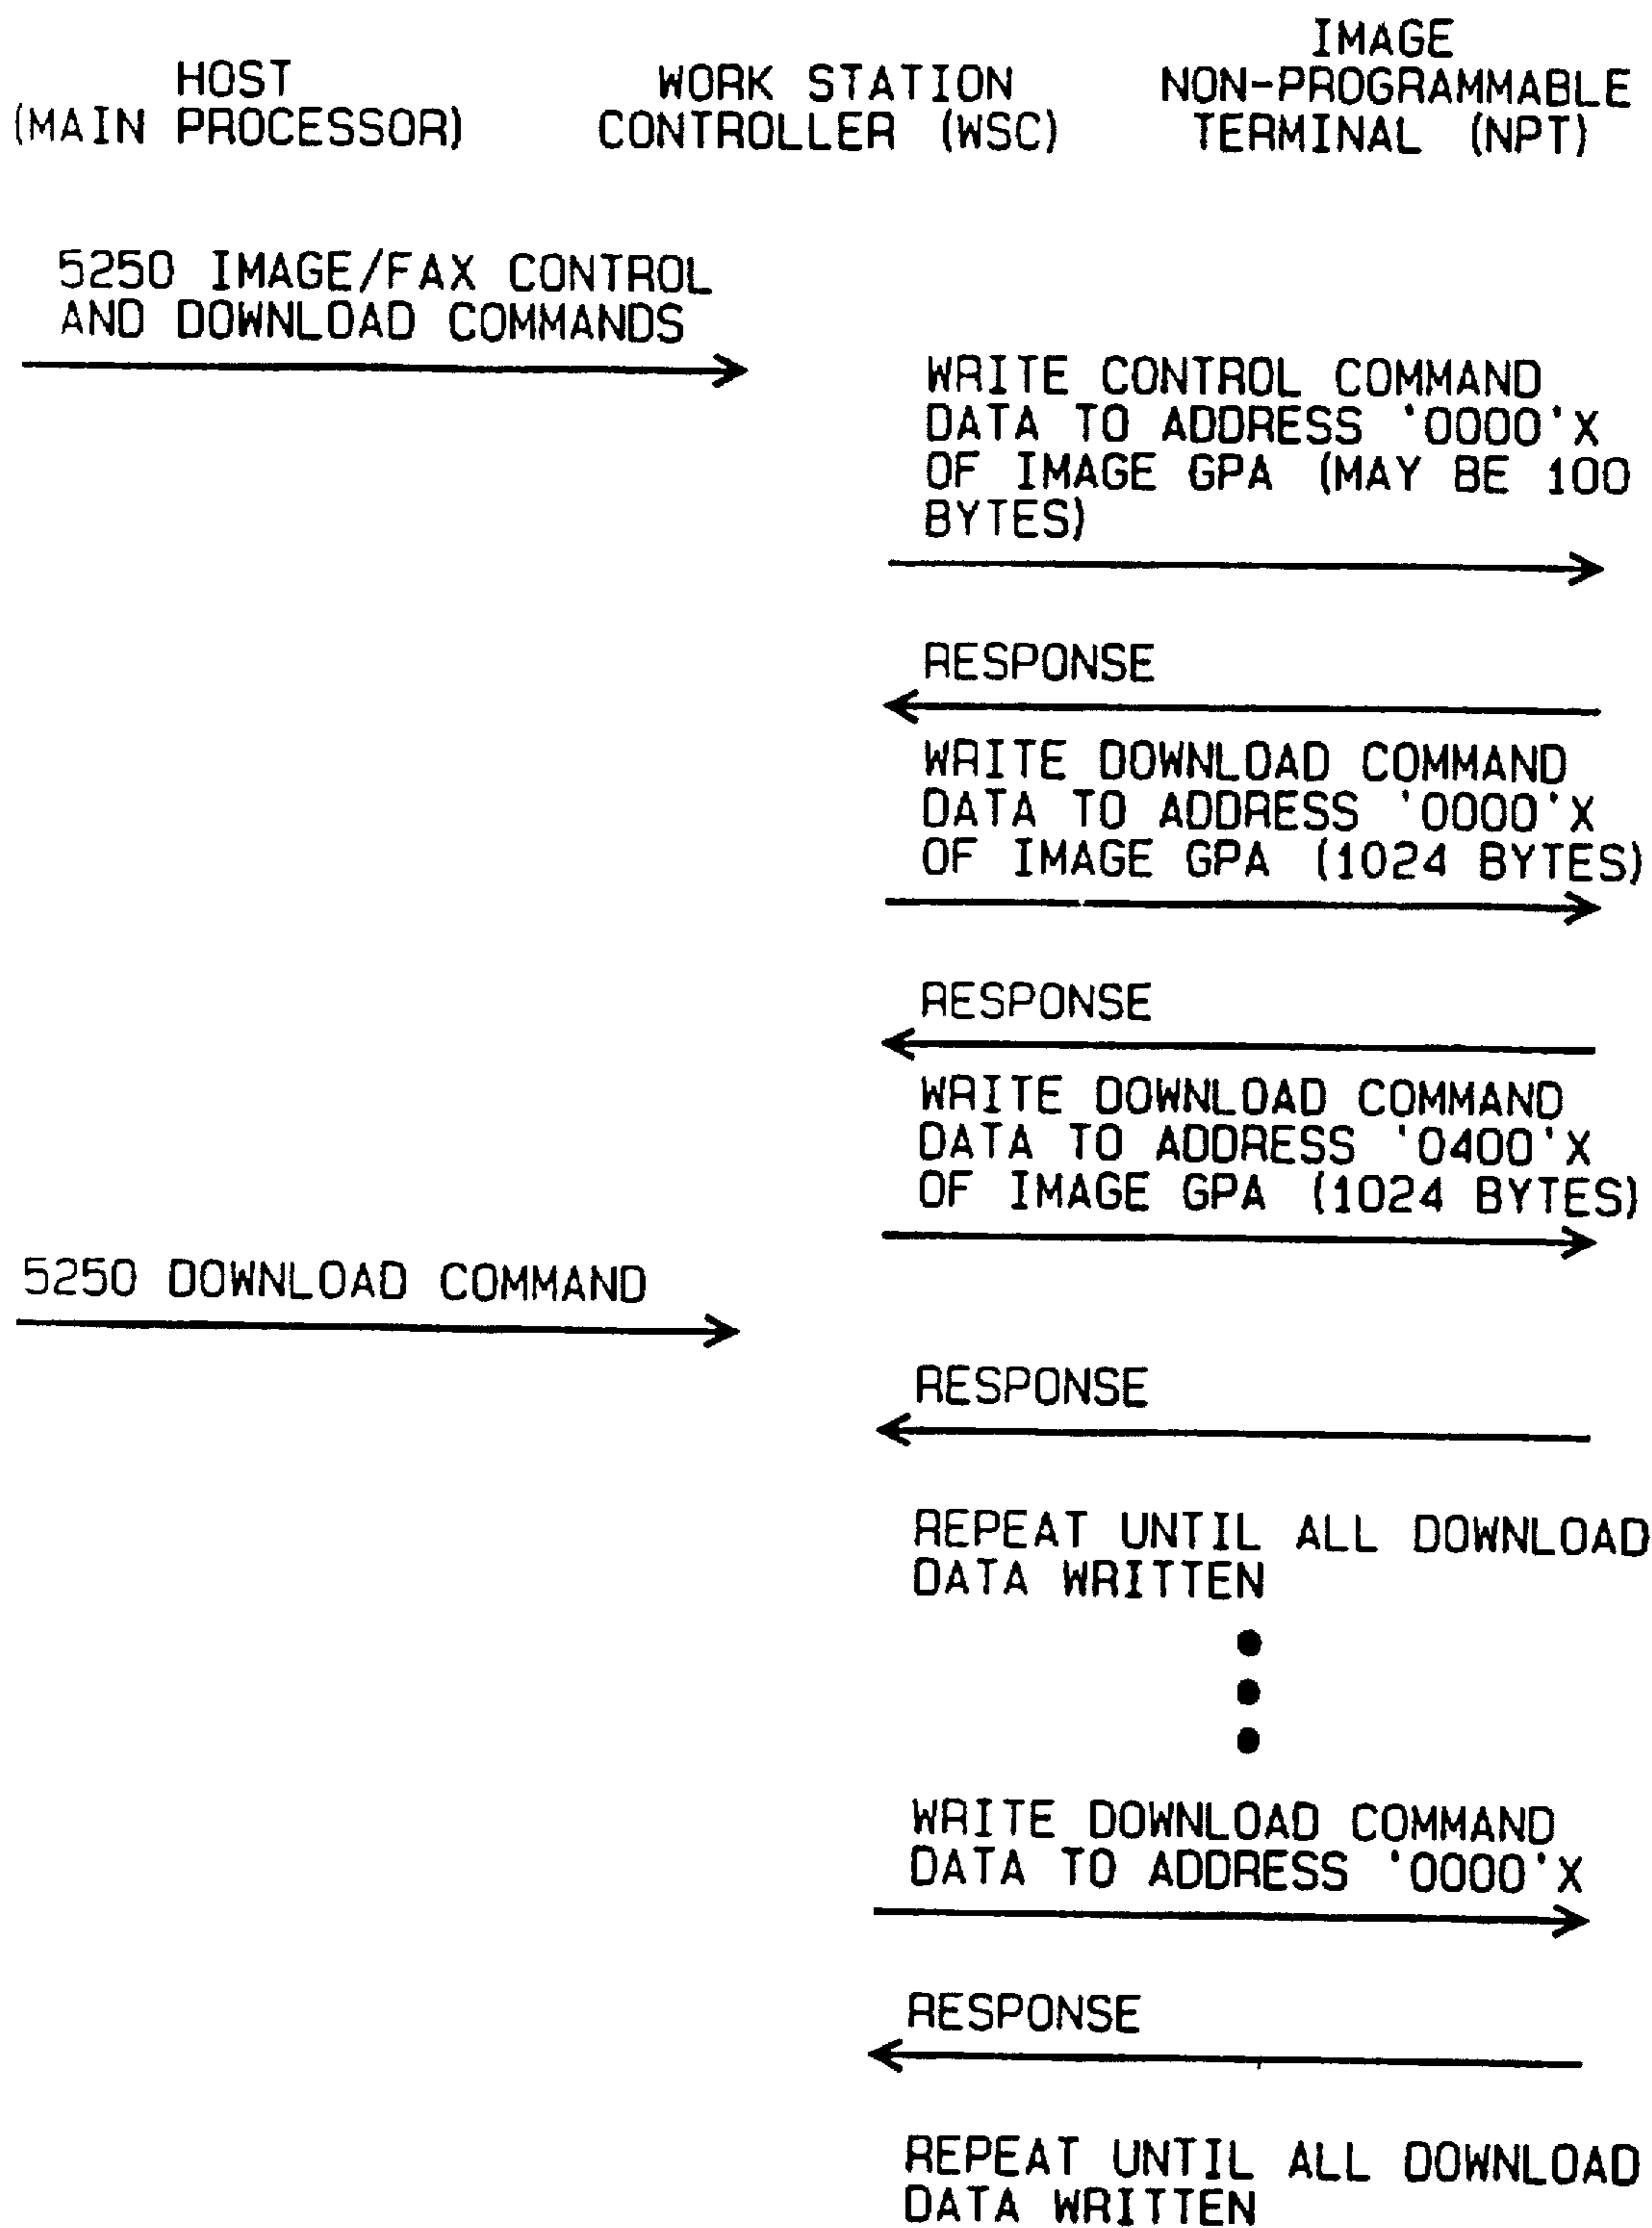 HOST
(MAIN PROCESSOR)
WORK STATION
CONTROLLER (WSC)
IMAGE
NON-PROGRAMMABLE
TERMINAL (NPT)
5250 IMAGE/FAX CONTROL
AND DOWNLOAD COMMANDS
WRITE CONTROL COMMAND
DATA TO ADDRESS '0000'X
OF IMAGE GPA (MAY BE 100
BYTES)
RESPONSE
WRITE DOWNLOAD COMMAND
DATA TO ADDRESS '0000'X
OF IMAGE GPA (1024 BYTES)
RESPONSE
WRITE DOWNLOAD COMMAND
DATA TO ADDRESS '0400'X
OF IMAGE GPA (1024 BYTES)
5250 DOWNLOAD COMMAND
RESPONSE
REPEAT UNTIL ALL DOWNLOAD
DATA WRITTEN
WRITE DOWNLOAD COMMAND
DATA TO ADDRESS '0000'X
RESPONSE
REPEAT UNTIL ALL DOWNLOAD
DATA WRITTEN